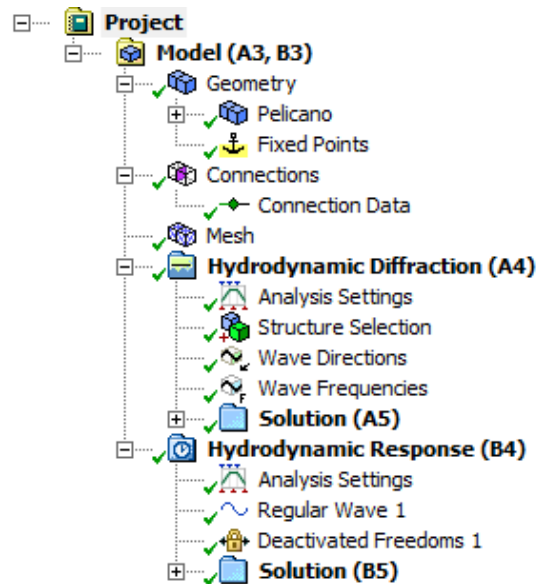 Project
Model (A3, B3)
Geometry
Pelicano
Fixed Points
Connections
Connection Data
Mesh
Hydrodynamic Diffraction (A4)
Analysis Settings
Structure Selection
Wave Directions
Wave Frequencies
Solution (A5)
Hydrodynamic Response (B4)
Analysis Settings
Regular Wave 1
Deactivated Freedoms 1
Solution (B5)